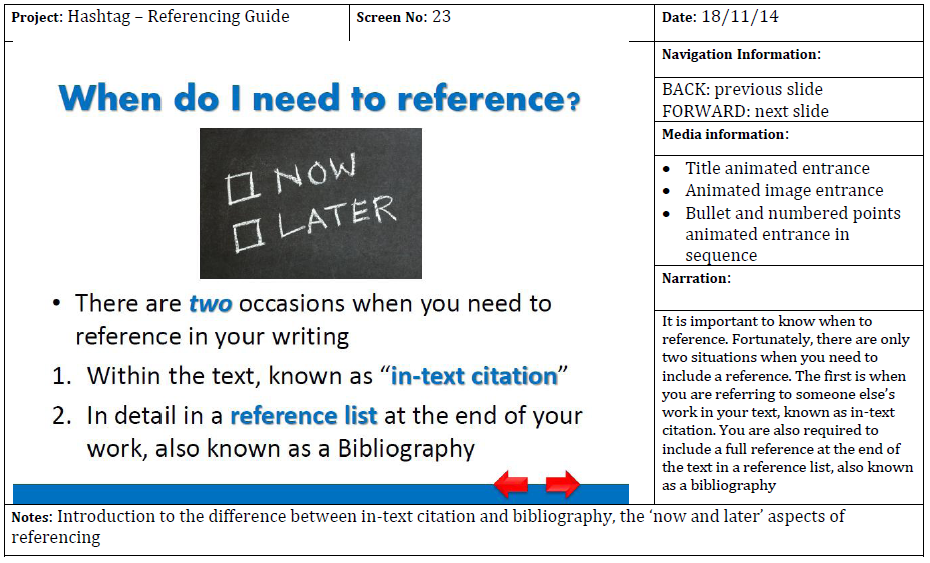 Project: Hashtag – Referencing Guide
Screen No: 23
Date: 18/11/14
When do I need to reference?
NOW
LATER
• There are two occasions when you need to
reference in your writing
1. Within the text, known as “in-text citation”
2. In detail in a reference list at the end of your
work, also known as a Bibliography
Navigation Information:
BACK: previous slide
FORWARD: next slide
Media information:
• Title animated entrance
• Animated image entrance
• Bullet and numbered points
animated entrance in
sequence
Narration:
It is important to know when to
reference. Fortunately, there are only
two situations when you need to
include a reference. The first is when
you are referring to someone else’s
work in your text, known as in-text
citation. You are also required to
include a full reference at the end of
the text in a reference list, also known
as a bibliography
Notes: Introduction to the difference between in-text citation and bibliography, the ‘now and later’ aspects of
referencing